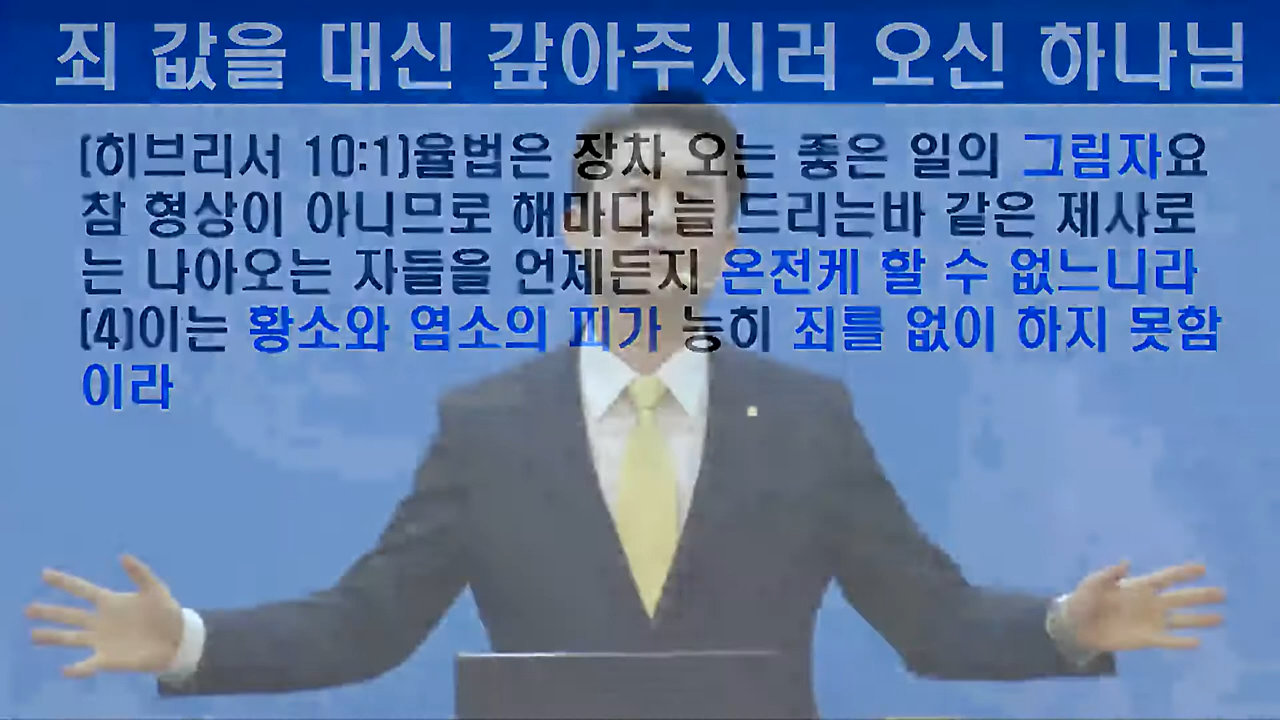 죄 값을 대신 갚아주시러 오신 하나님
(히브리서 10:1)율법은 장차 오는 좋은 일의 그림자요
참 형상이 아니므로 해마다 늘 드리는바 같은 제사로
는 나아오는 자들을 언제든지 온전케 할 수 없느니라
(4)이는 황소와 염소의 피가 능히 죄를 없이 하지 못함
이라